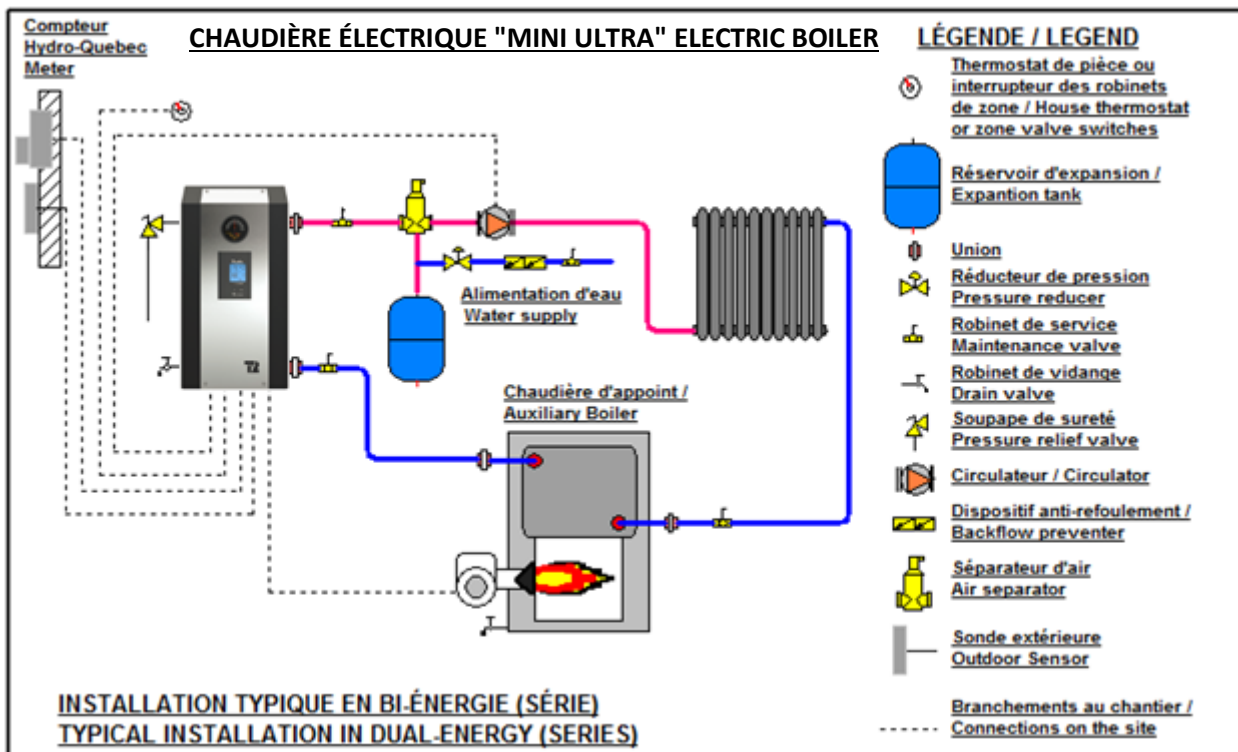 Compteur
Hydro-Quebec
Meter
CHAUDIÈRE ÉLECTRIQUE "MINI ULTRA" ELECTRIC BOILER
LÉGENDE / LEGEND
Thermostat de pièce ou
interrupteur des robinets
de zone / House thermostat
or zone valve switches
Réservoir d'expansion /
Expantion tank
Union
Réducteur de pression
Pressure reducer
Robinet de service
Maintenance valve
Robinet de vidange
Drain valve
Soupape de sureté
Pressure relief valve
Circulateur / Circulator
Dispositif anti-refoulement /
Backflow preventer
Séparateur d'air
Air separator
Sonde extérieure
Outdoor Sensor
Branchements au chantier /
Connections on the site
Alimentation d'eau
Water supply
Chaudière d'appoint /
Auxiliary Boiler
INSTALLATION TYPIQUE EN BI-ÉNERGIE (SÉRIE)
TYPICAL INSTALLATION IN DUAL-ENERGY (SERIES)